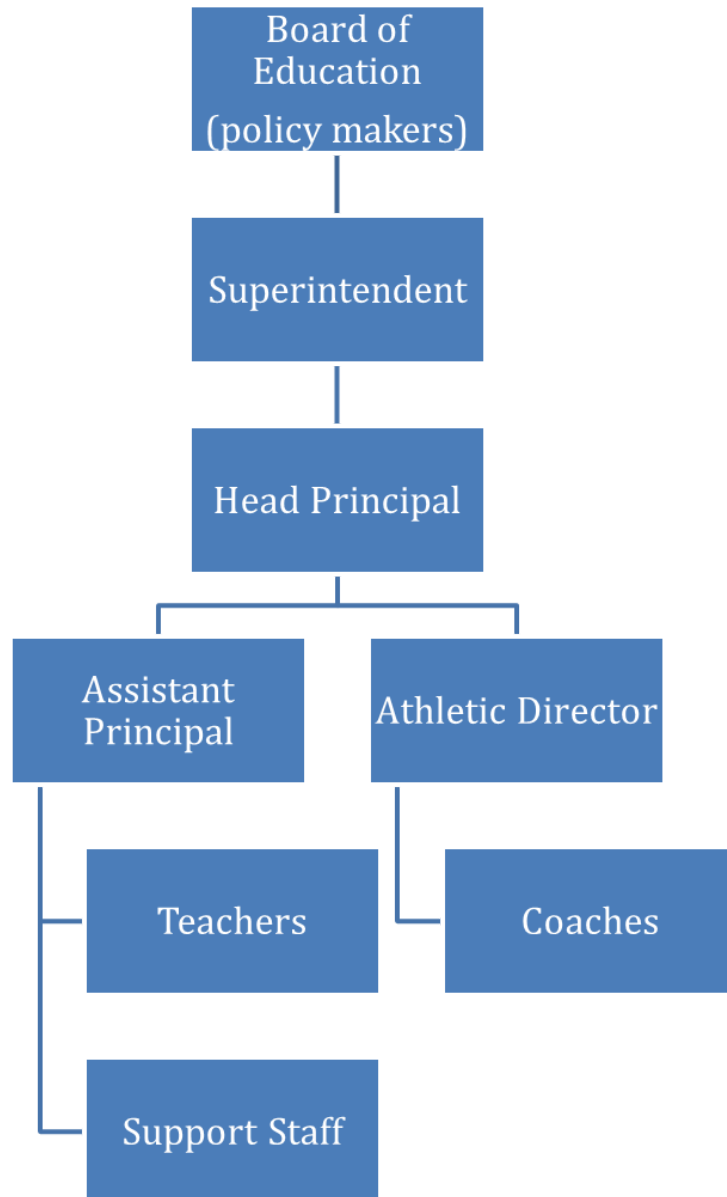 Board of
Education
(policy makers)
Superintendent
Head Principal
Assistant
Principal
Athletic Director
Teachers
Coaches
Support Staff